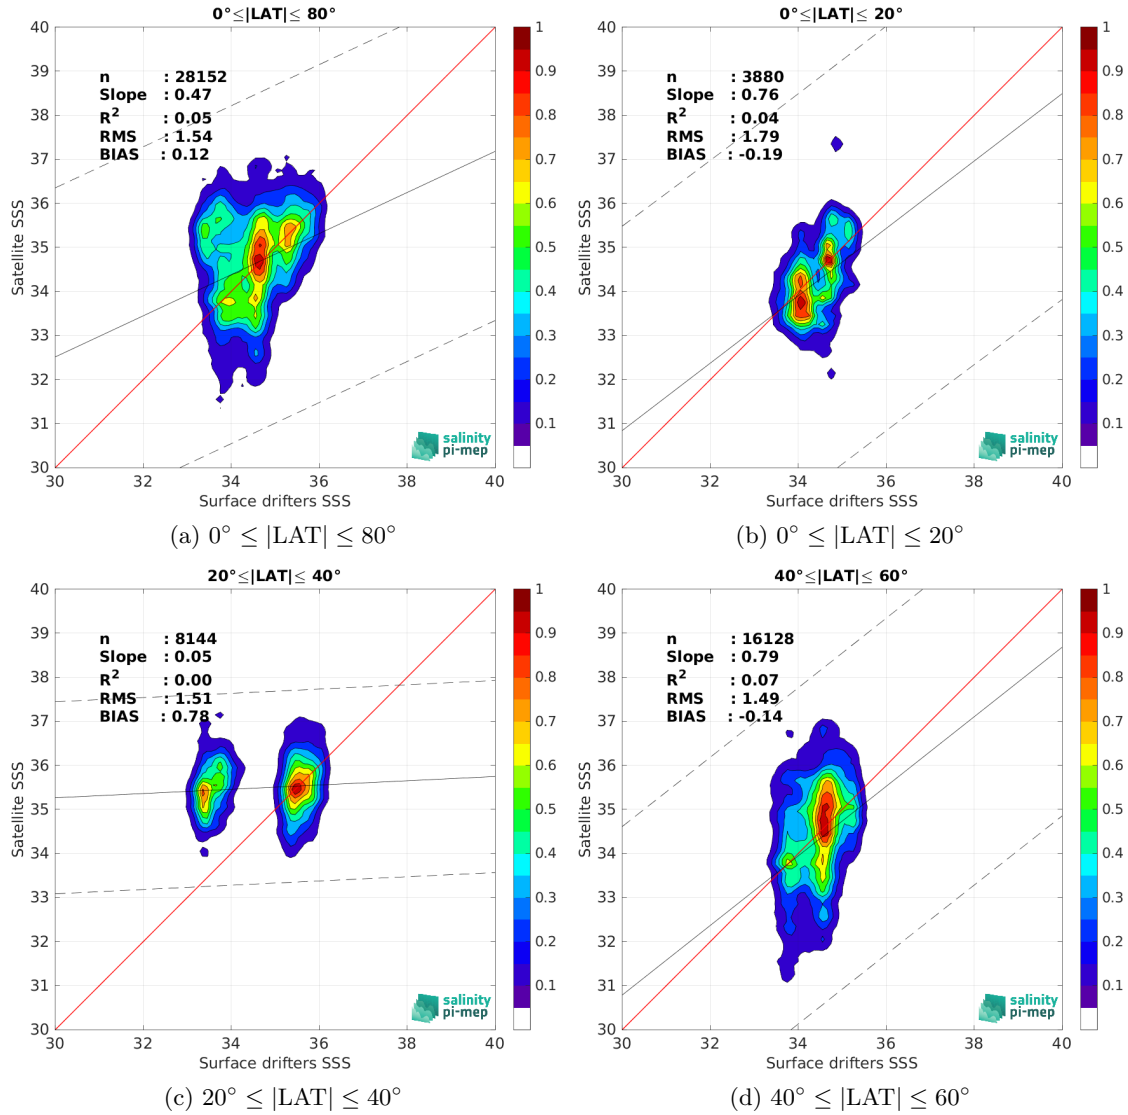 0°≤|LAT|≤ 80°
n : 28152
Slope : 0.47
R² : 0.05
RMS : 1.54
BIAS : 0.12
40
39
38
37
36
35
34
33
32
31
30
Satellite SSS
30 32 34 36 38 40
Surface drifters SSS
1
0.9
0.8
0.7
0.6
0.5
0.4
0.3
0.2
0.1
salinity
pi-mep
(a) 0° ≤ |LAT| ≤ 80°
0°≤|LAT|≤ 20°
n : 3880
Slope : 0.76
R² : 0.04
RMS : 1.79
BIAS : -0.19
40
39
38
37
36
35
34
33
32
31
30
Satellite SSS
30 32 34 36 38 40
Surface drifters SSS
1
0.9
0.8
0.7
0.6
0.5
0.4
0.3
0.2
0.1
salinity
pi-mep
(b) 0° ≤ |LAT| ≤ 20°
20°≤|LAT|≤ 40°
n : 8144
Slope : 0.05
R² : 0.00
RMS : 1.51
BIAS : 0.78
40
39
38
37
36
35
34
33
32
31
30
Satellite SSS
30 32 34 36 38 40
Surface drifters SSS
1
0.9
0.8
0.7
0.6
0.5
0.4
0.3
0.2
0.1
salinity
pi-mep
(c) 20° ≤ |LAT| ≤ 40°
40°≤|LAT|≤ 60°
n : 16128
Slope : 0.79
R² : 0.07
RMS : 1.49
BIAS : -0.14
40
39
38
37
36
35
34
33
32
31
30
Satellite SSS
30 32 34 36 38 40
Surface drifters SSS
1
0.9
0.8
0.7
0.6
0.5
0.4
0.3
0.2
0.1
salinity
pi-mep
(d) 40° ≤ |LAT| ≤ 60°